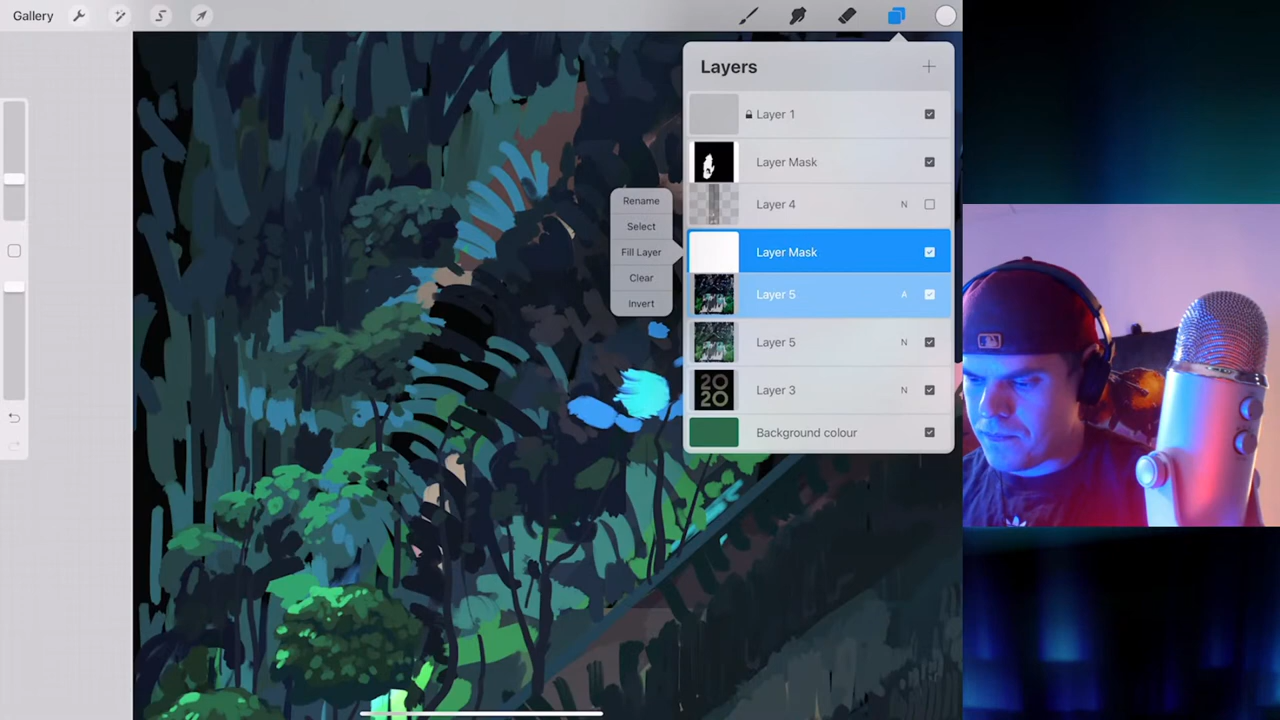 Gallery
Layers
Layer 1
Layer Mask
Layer 4 N
Layer Mask
Layer 5 A
Layer 5 N
Layer 3 N
Background colour
Rename
Select
Fill Layer
Clear
Invert
20
20